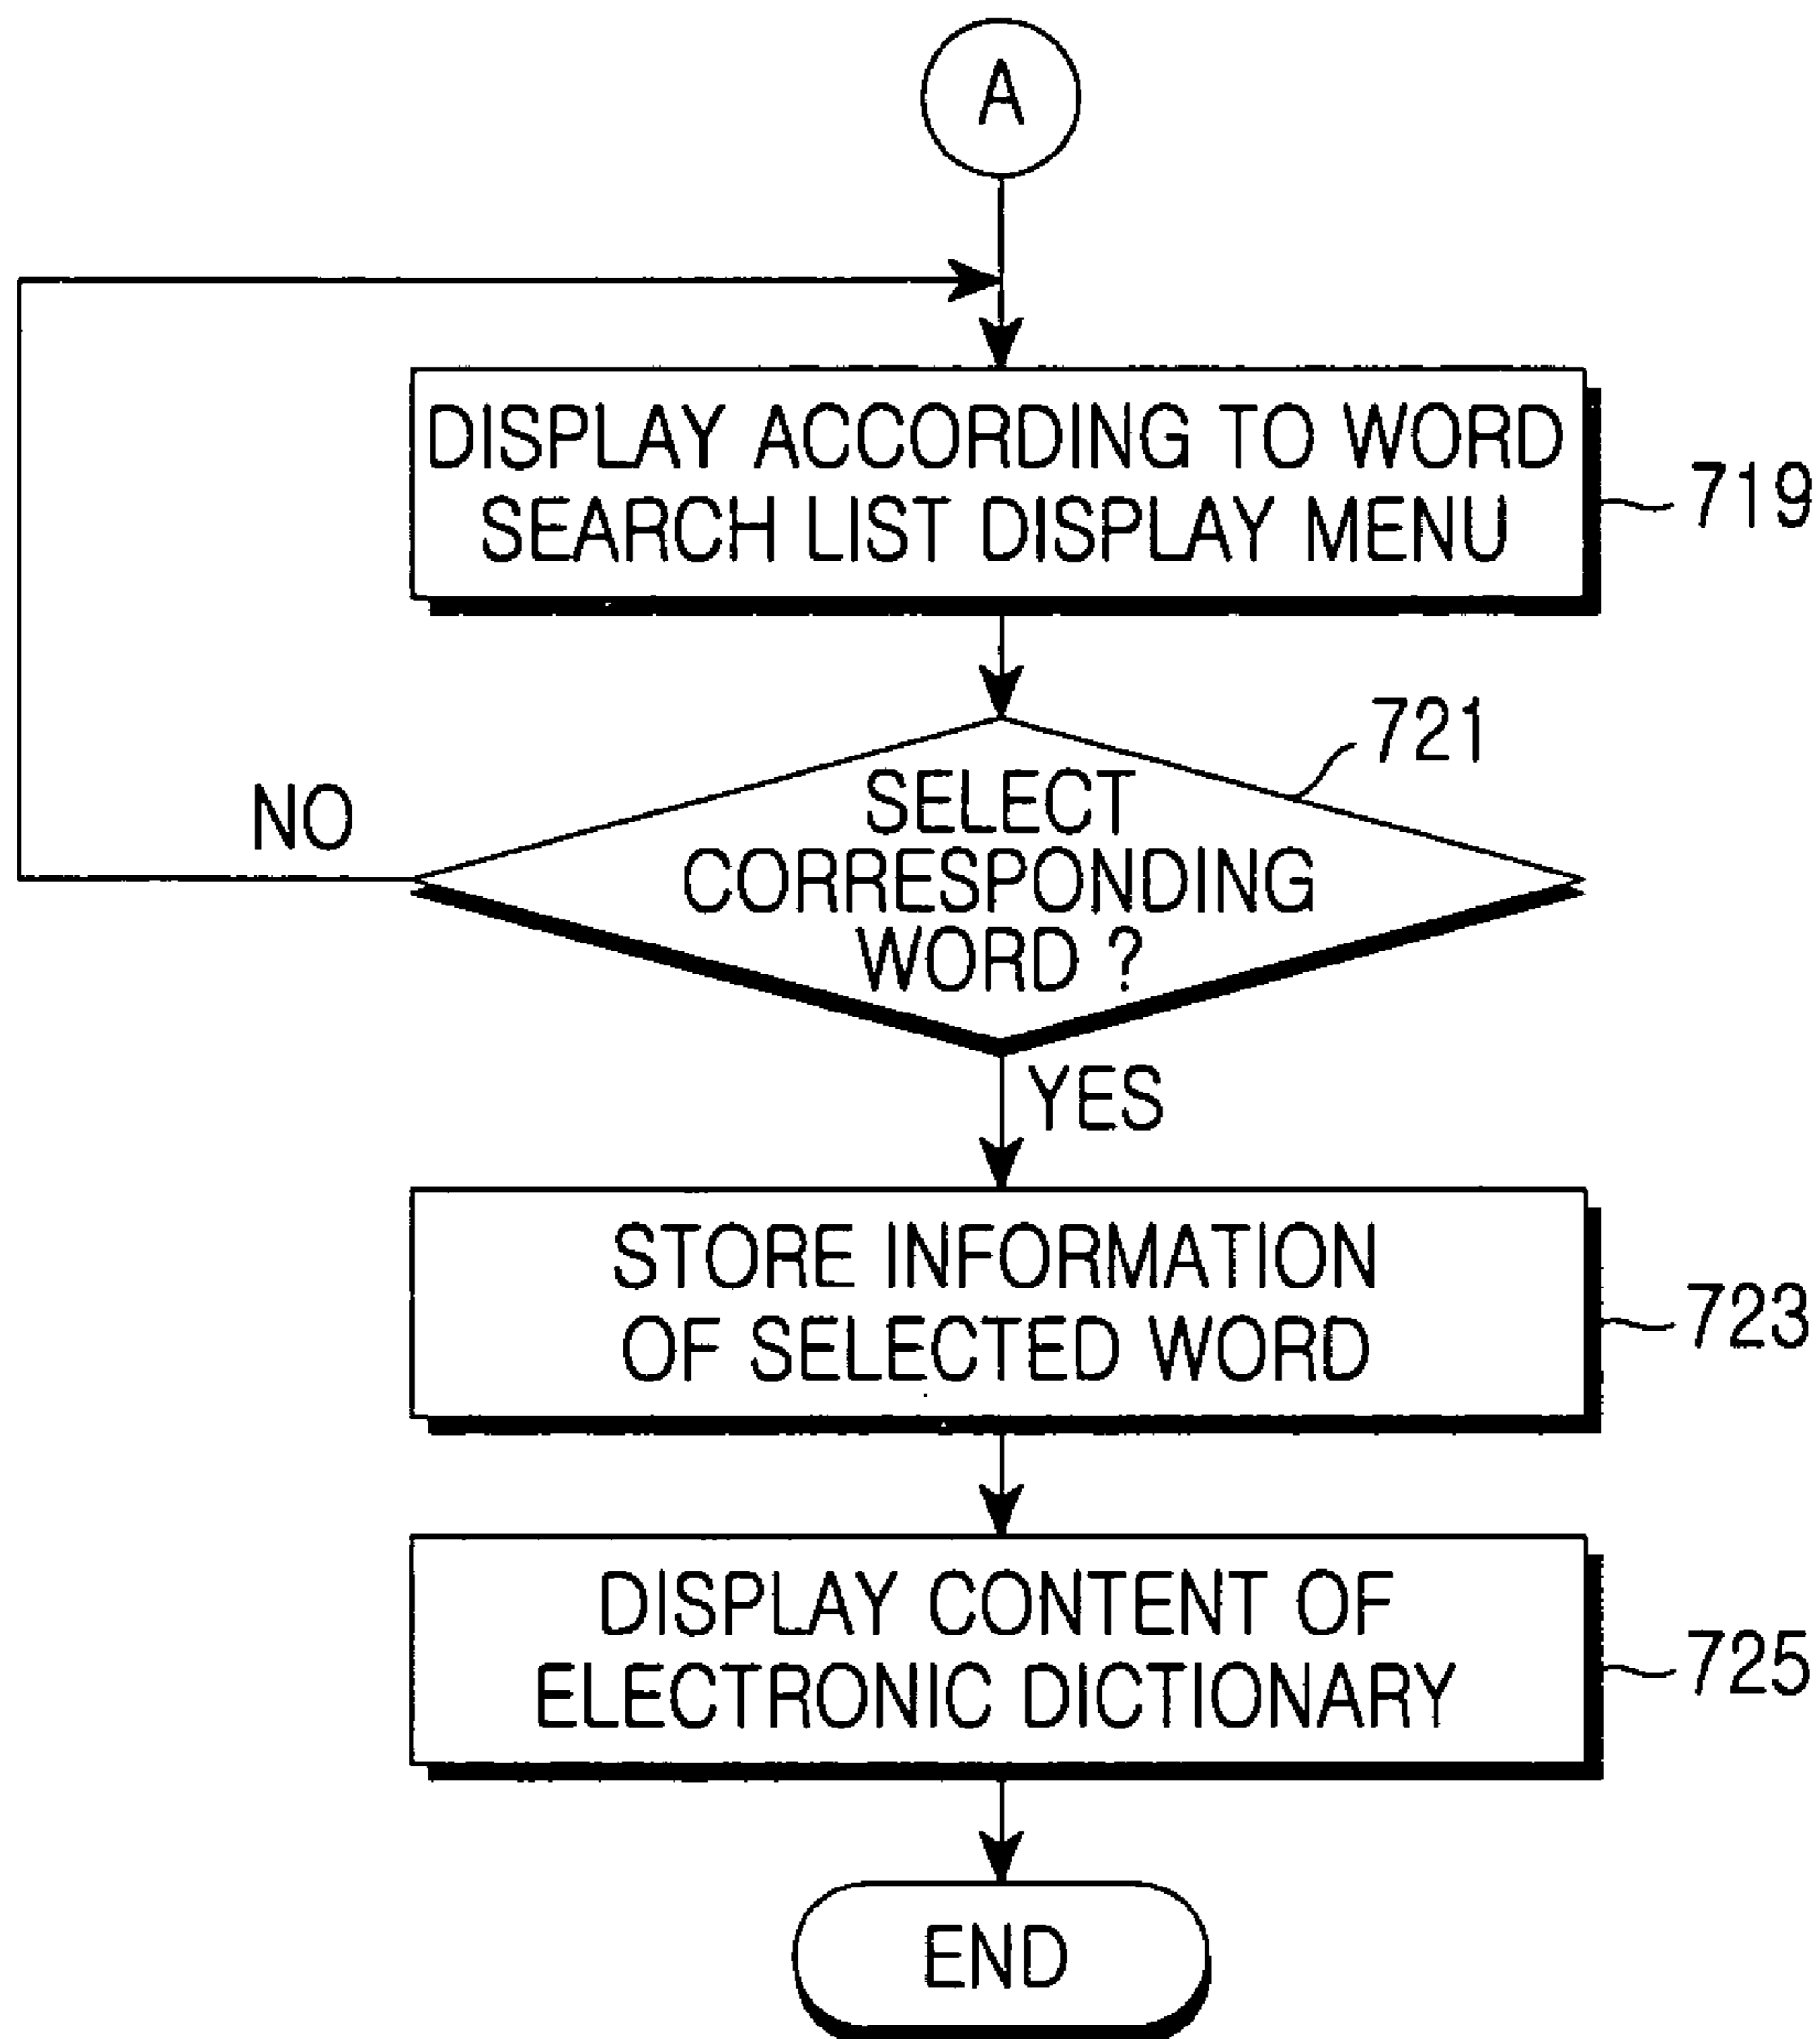 A
DISPLAY ACCORDING TO WORD
SEARCH LIST DISPLAY MENU
719
721
SELECT
CORRESPONDING
WORD ?
NO
YES
STORE INFORMATION
OF SELECTED WORD
723
DISPLAY CONTENT OF
ELECTRONIC DICTIONARY
725
END